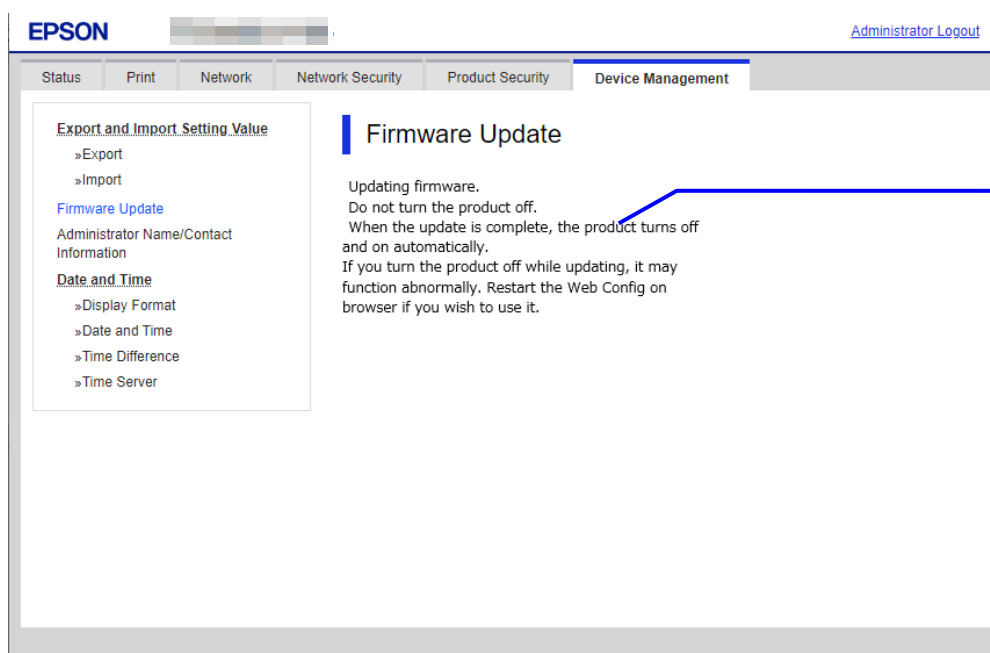 EPSON
Administrator Logout
Status Print Network Network Security Product Security Device Management
Export and Import Setting Value
»Export
»Import
Firmware Update
Administrator Name/Contact
Information
Date and Time
»Display Format
»Date and Time
»Time Difference
»Time Server
Firmware Update
Updating firmware.
Do not turn the product off.
When the update is complete, the product turns off
and on automatically.
If you turn the product off while updating, it may
function abnormally. Restart the Web Config on
browser if you wish to use it.